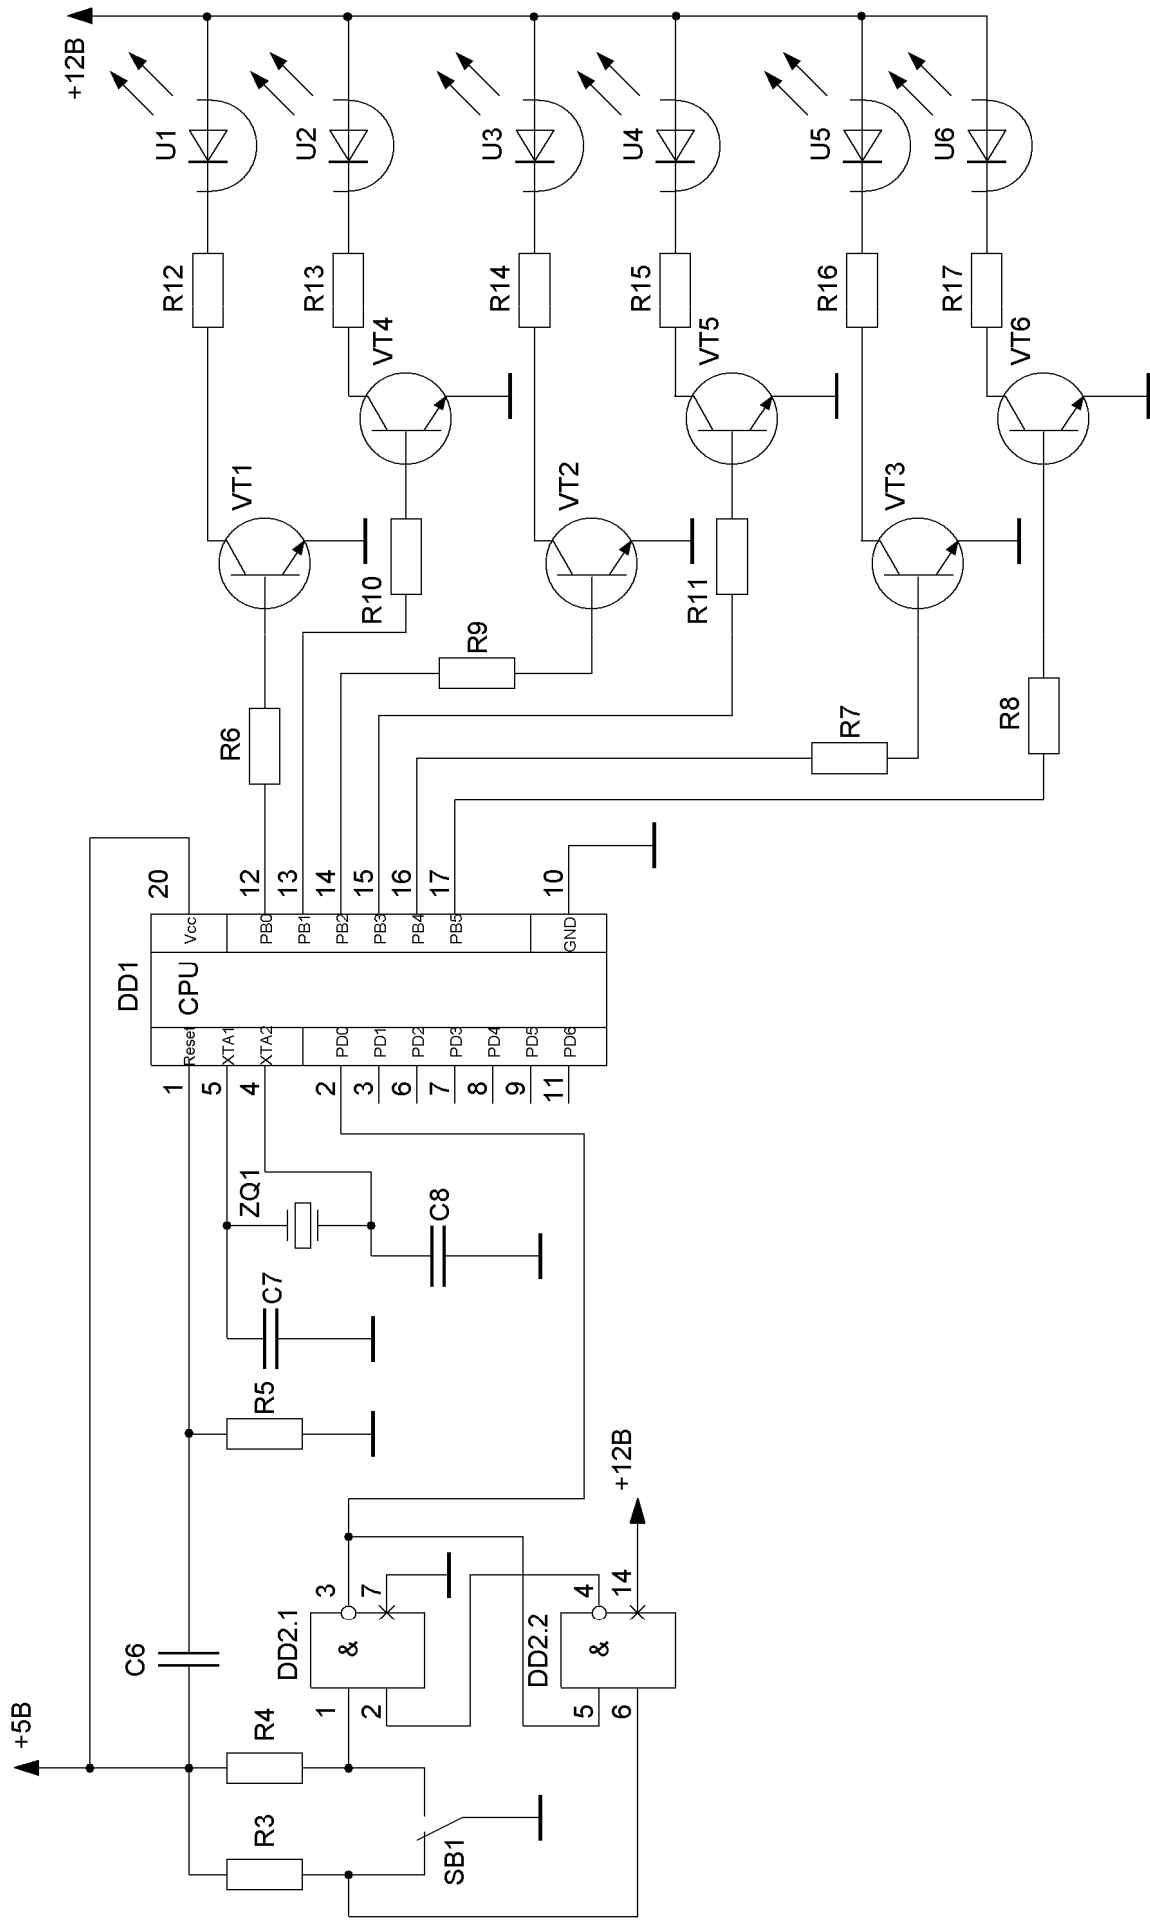 +5В
R3
R4
C6
SB1
DD2.1
&
1
2
3
7
DD2.2
&
5
6
4
14
+12В
R5
C7
ZQ1
C8
DD1
CPU
1
5
4
2
3
6
7
8
9
11
Reset
XTA1
XTA2
PD0
PD1
PD2
PD3
PD4
PD5
PD6
Vcc
PB0
PB1
PB2
PB3
PB4
PB5
GND
20
12
13
14
15
16
17
10
R6
R10
R9
R11
R7
R8
VT1
VT4
VT2
VT5
VT3
VT6
R12
R13
R14
R15
R16
R17
U1
U2
U3
U4
U5
U6
+12В